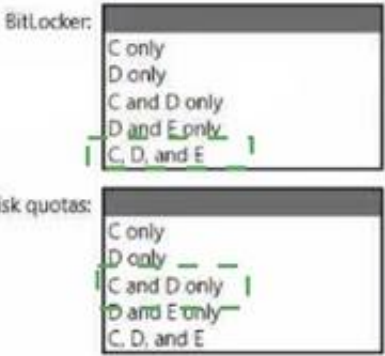 BitLocker:
C only
D only
C and D only
D and E only
C, D, and E
isk quotas:
C only
D only
C and D only
D and E only
C, D, and E